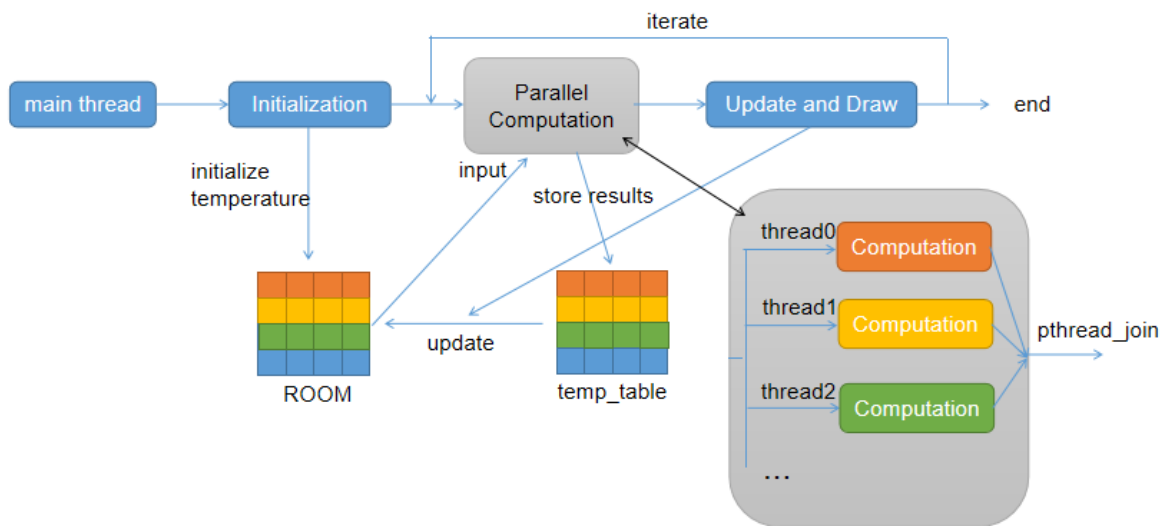 iterate
main thread
Initialization
Parallel
Computation
Update and Draw
end
initialize
temperature
input
store results
update
ROOM
temp_table
thread0
Computation
thread1
Computation
thread2
Computation
...
pthread_join